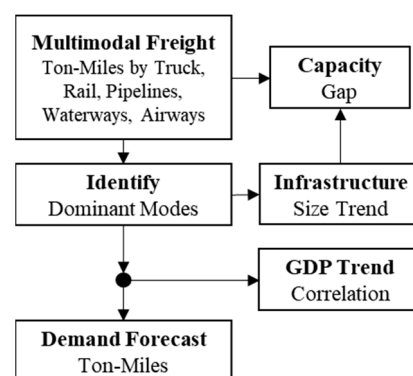 Multimodal Freight
Ton-Miles by Truck,
Rail, Pipelines,
Waterways, Airways
Capacity
Gap
Identify
Dominant Modes
Infrastructure
Size Trend
GDP Trend
Correlation
Demand Forecast
Ton-Miles